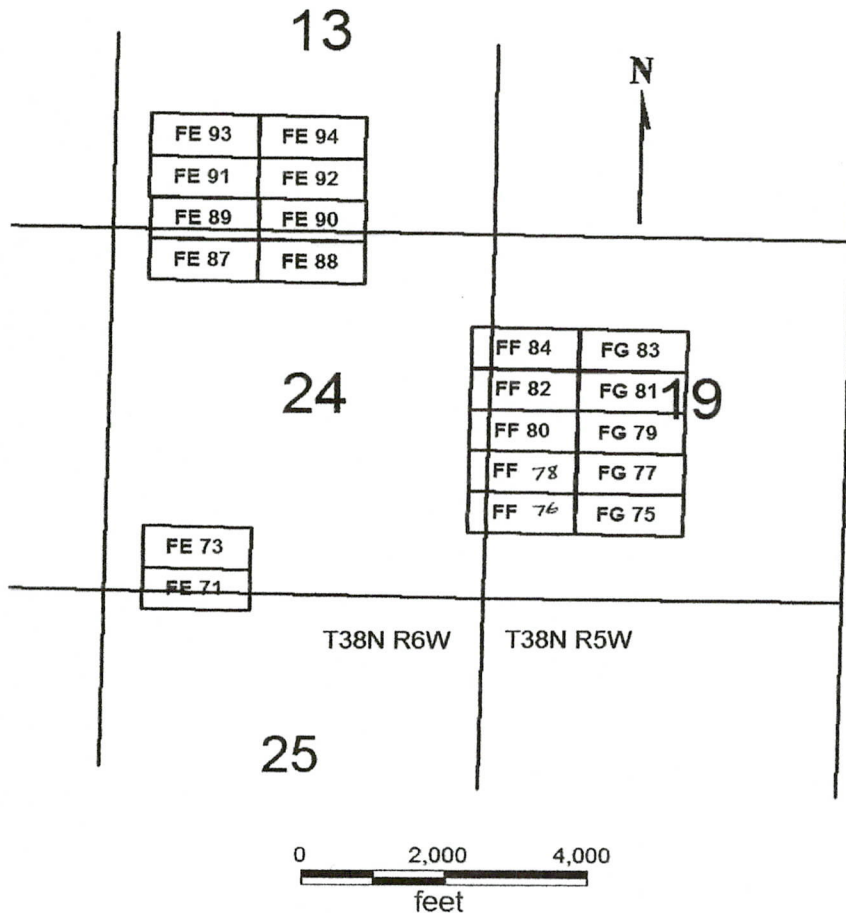 13
N
FE 93 FE 94
FE 91 FE 92
FE 89 FE 90
FE 87 FE 88
FF 84 FG 83
24
FF 82 FG 81 19
FF 80 FG 79
FF 78 FG 77
FF 76 FG 75
FE 73
FE 71
T38N R6W T38N R5W
25
0 2,000 4,000
feet